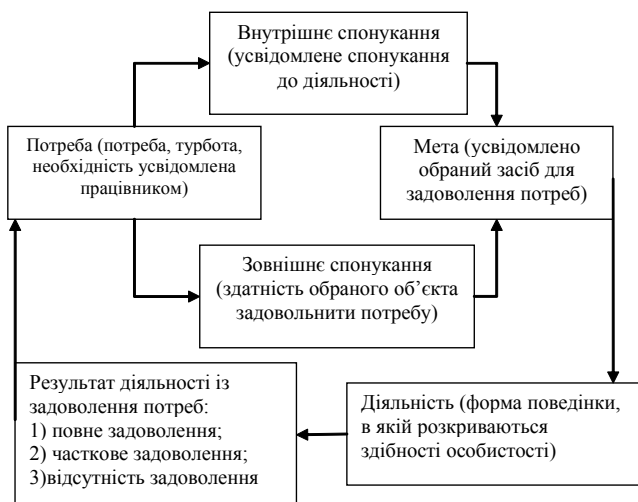 Внутрішнє спонукання
(усвідомлене спонукання
до діяльності)
Потреба (потреба, турбота,
необхідність усвідомлена
працівником)
Мета (усвідомлено
обраний засіб для
задоволення потреб)
Зовнішнє спонукання
(здатність обраного об’єкта
задовольнити потребу)
Результат діяльності із
задоволення потреб:
1) повне задоволення;
2) часткове задоволення;
3)відсутність задоволення
Діяльність (форма поведінки,
в якій розкриваються
здібності особистості)